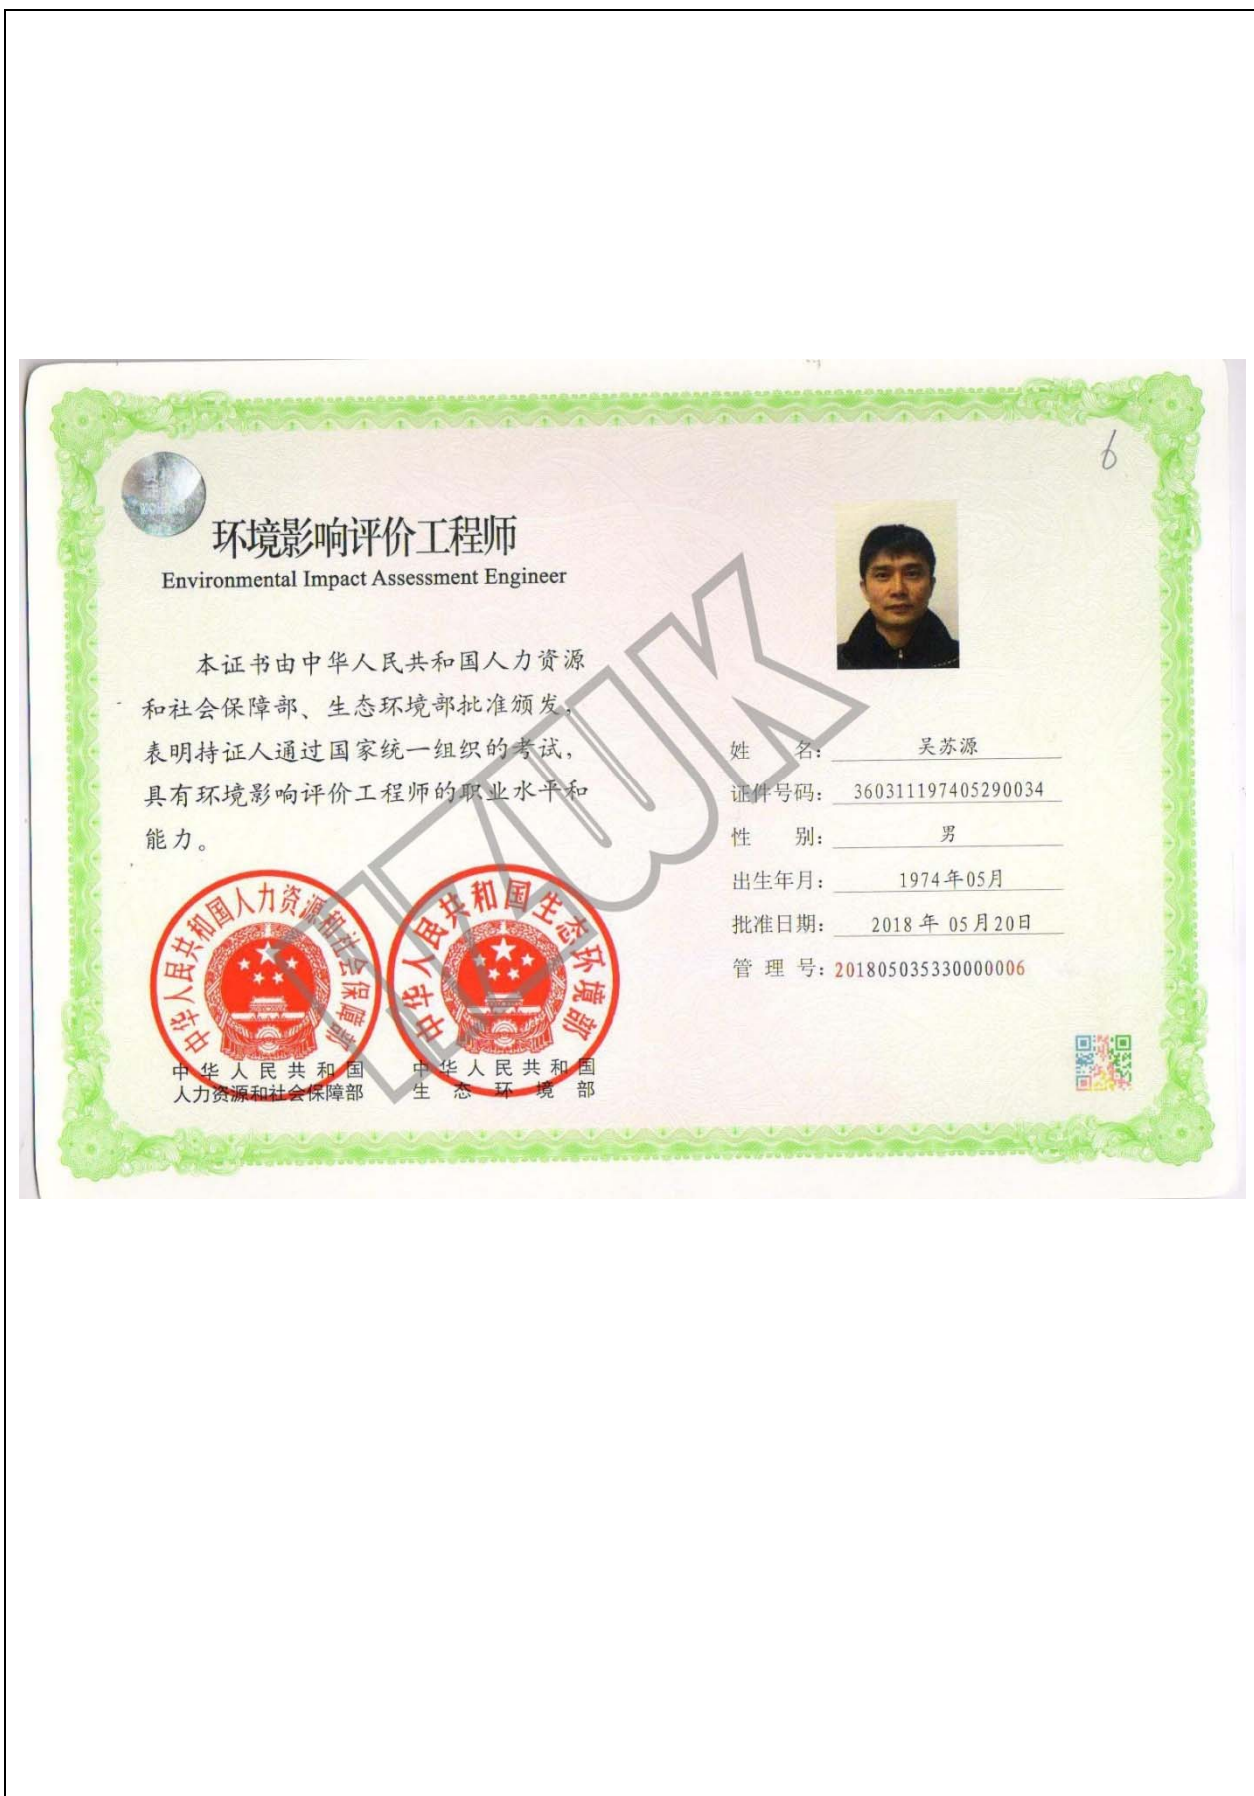 6
环境影响评价工程师
Environmental Impact Assessment Engineer
本证书由中华人民共和国人力资源
和社会保障部、生态环境部批准颁发，
表明持证人通过国家统一组织的考试，
具有环境影响评价工程师的职业水平和
能力。
姓 名： 吴苏源
证件号码： 360311197405290034
性 别： 男
出生年月： 1974年05月
批准日期： 2018年05月20日
管 理 号： 201805035330000006
中华人民共和国人力资源和社会保障部
中华人民共和国生态环境部
中华人民共和国
人力资源和社会保障部
中华人民共和国
生态环境部